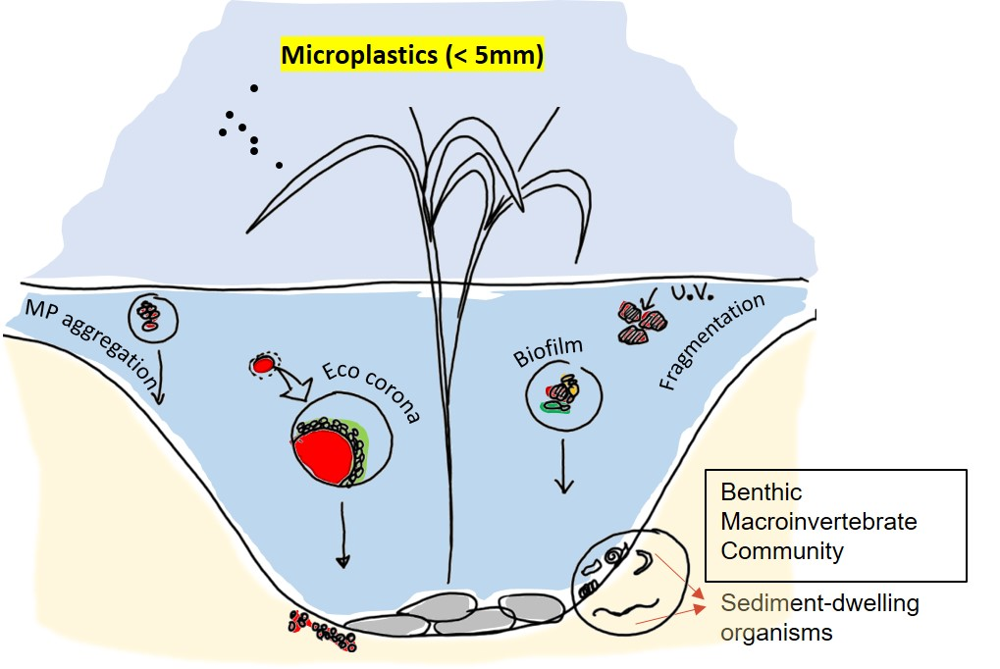 Microplastics (< 5mm)
MP aggregation
Eco corona
Biofilm
U.V.
Fragmentation
Benthic
Macroinvertebrate
Community
Sediment-dwelling
organisms